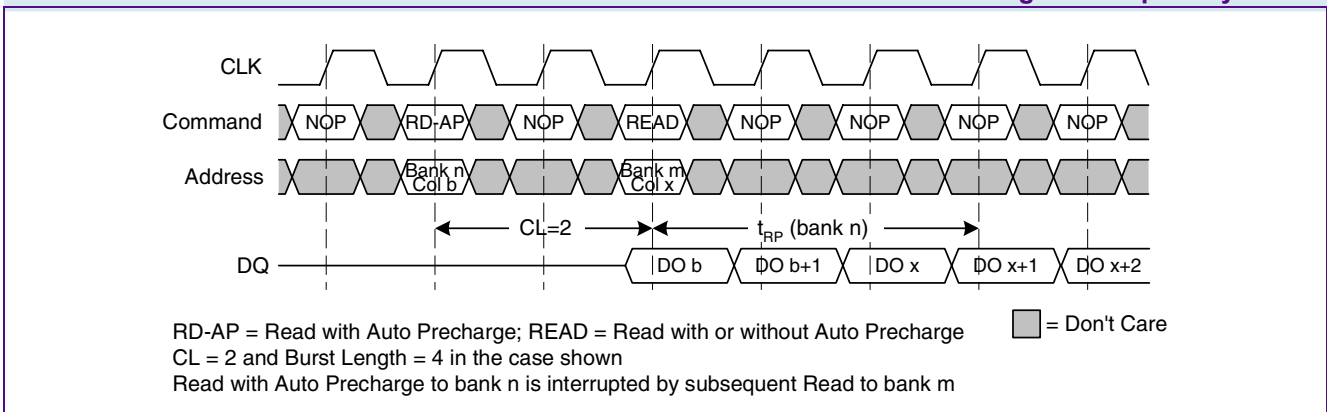 CLK
Command NOP RD-AP NOP READ NOP NOP NOP NOP
Address Bank n Bank m
Col b Col x
CL=2 tRP (bank n)
DQ DO b DO b+1 DO x DO x+1 DO x+2
RD-AP = Read with Auto Precharge; READ = Read with or without Auto Precharge
= Don't Care
CL = 2 and Burst Length = 4 in the case shown
Read with Auto Precharge to bank n is interrupted by subsequent Read to bank m